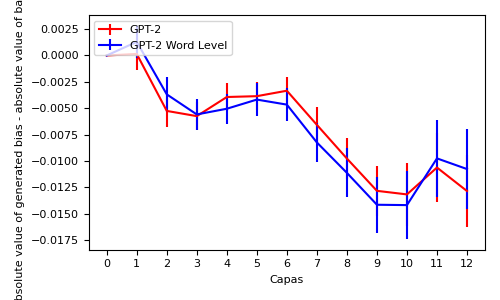 bsolute value of generated bias - absolute value of ba
0.0025
0.0000
−0.0025
−0.0050
−0.0075
−0.0100
−0.0125
−0.0150
−0.0175
GPT-2
GPT-2 Word Level
0 1 2 3 4 5 6 7 8 9 10 11 12
Capas